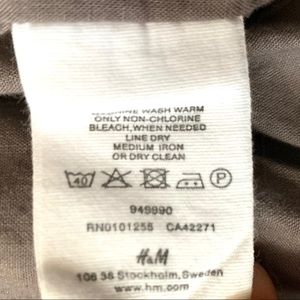 MACHINE WASH WARM
ONLY NON-CHLORINE
BLEACH, WHEN NEEDED
LINE DRY
MEDIUM IRON
OR DRY CLEAN
40 P
949890
RN0101255 CA42271
H&M
106 38 Stockholm, Sweden
www.hm.com